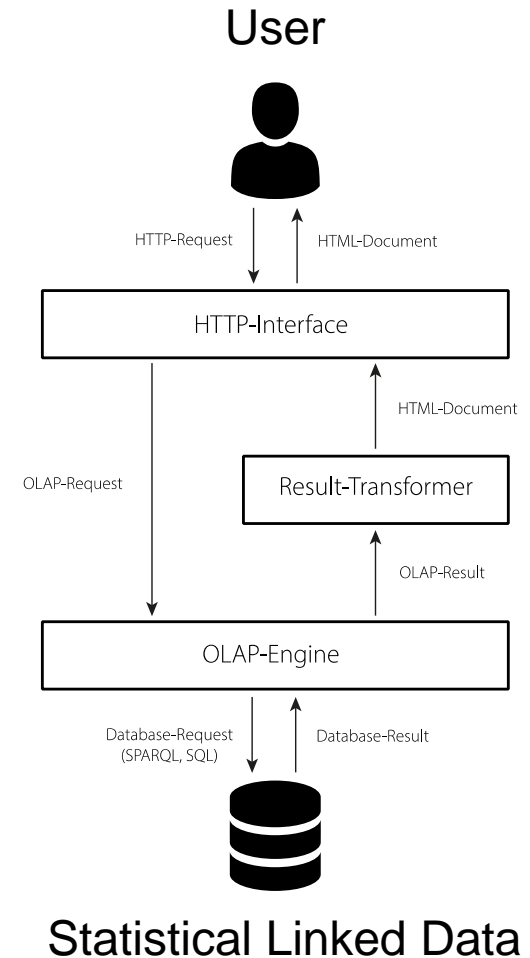 User
HTTP-Request
HTML-Document
HTTP-Interface
HTML-Document
OLAP-Request
Result-Transformer
OLAP-Result
OLAP-Engine
Database-Request
(SPARQL, SQL)
Database-Result
Statistical Linked Data